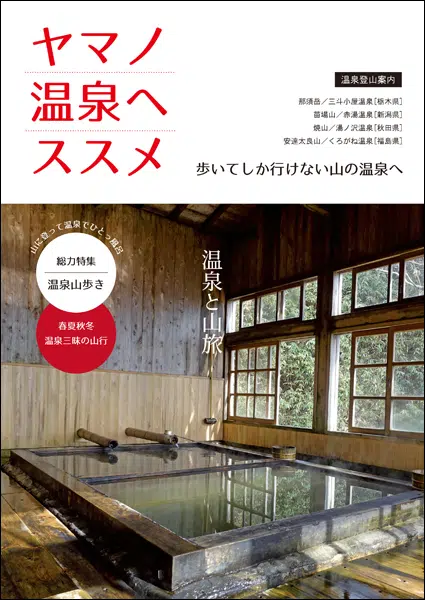 ヤマノ
温泉へ
ススメ
温泉登山案内
那須岳／三斗小屋温泉[栃木県]
苗場山／赤湯温泉[新潟県]
焼山／湯ノ沢温泉[秋田県]
安達太良山／くろがね温泉[福島県]
歩いてしか行けない山の温泉へ
山に登って温泉でひとっ風呂
総力特集
温泉山歩き
春夏秋冬
温泉三昧の山行
温泉と山旅